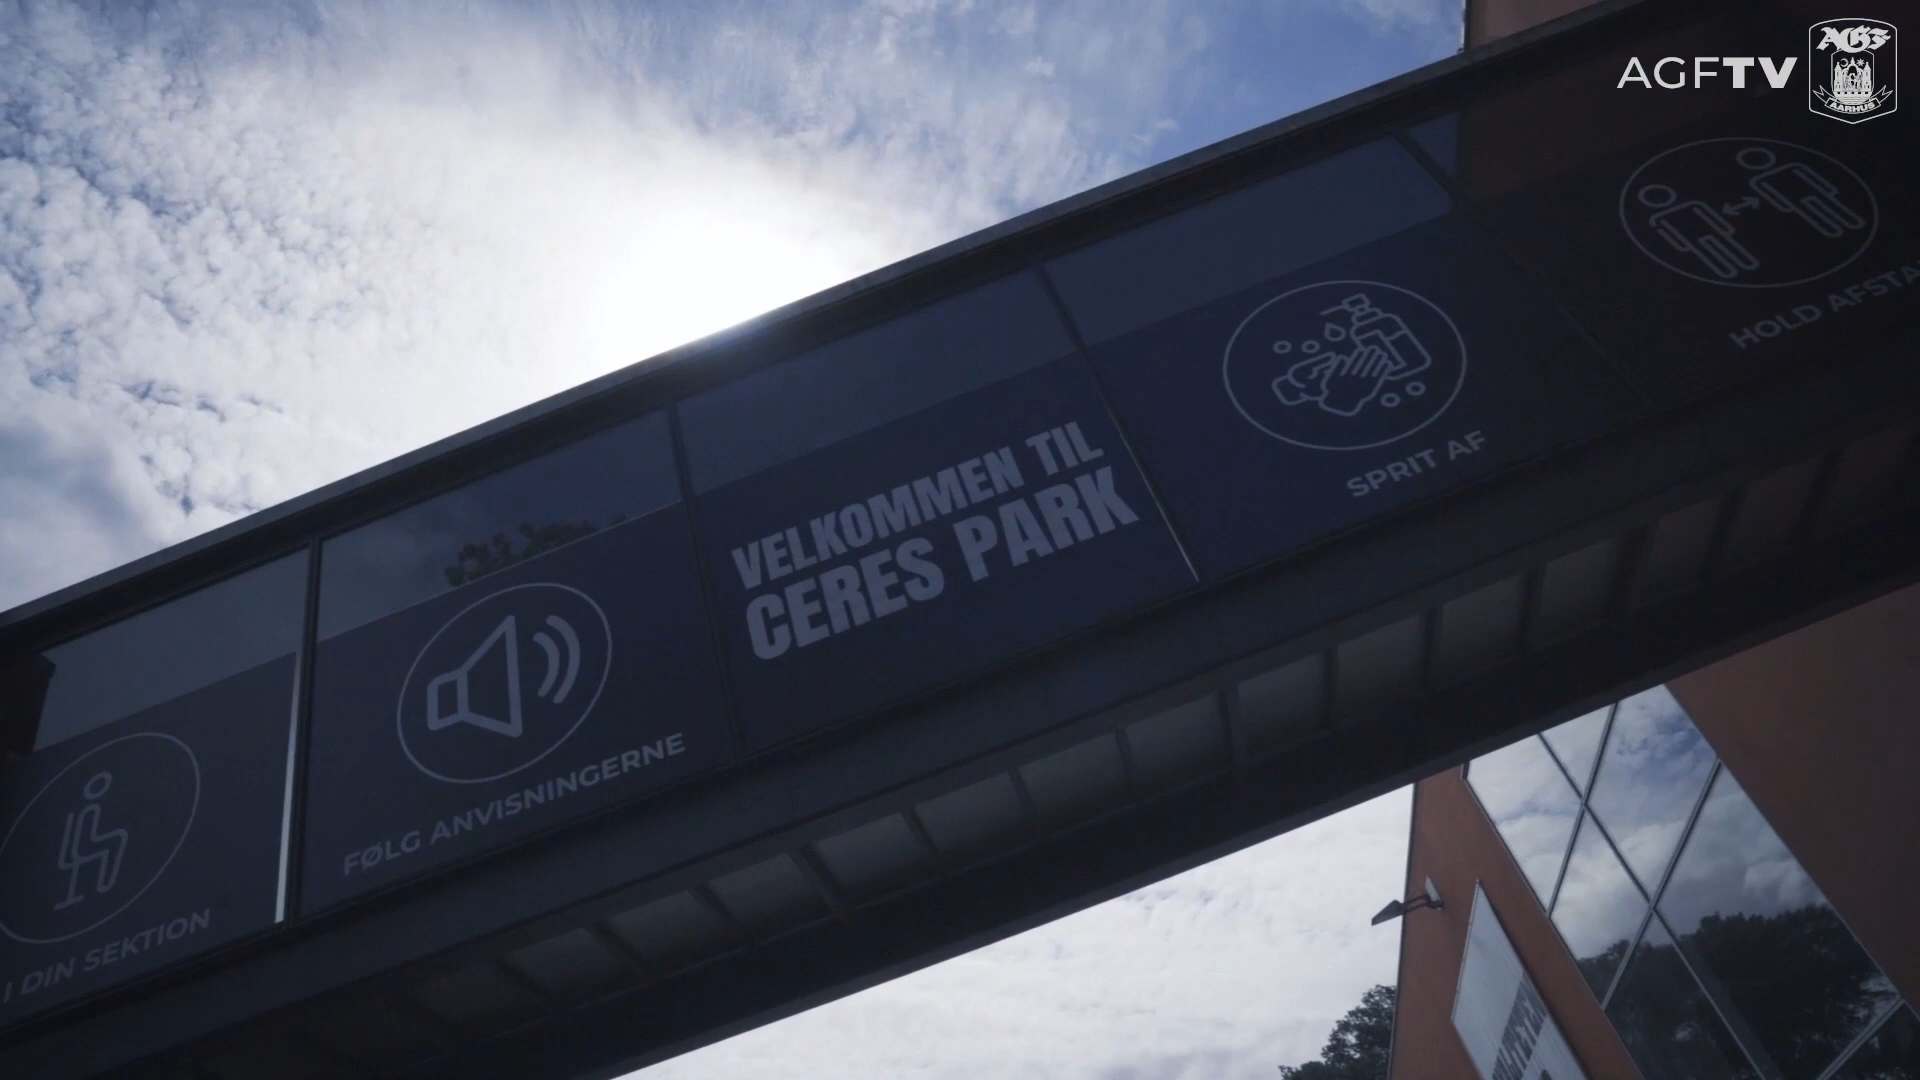 AGFTV
AGF
AARHUS
HOLD AFSTA
SPRIT AF
VELKOMMEN TIL
CERES PARK
FØLG ANVISNINGERNE
I DIN SEKTION